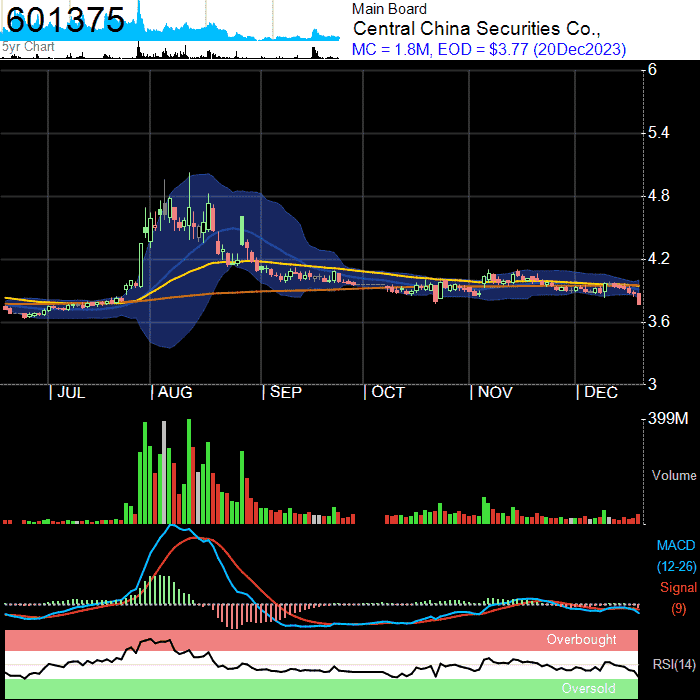 601375
5yr Chart
Main Board
Central China Securities Co.,
MC = 1.8M, EOD = $3.77 (20Dec2023)
6
5.4
4.8
4.2
3.6
3
JUL
AUG
SEP
OCT
NOV
DEC
399M
Volume
MACD
(12-26)
Signal
(9)
Overbought
RSI(14)
Oversold